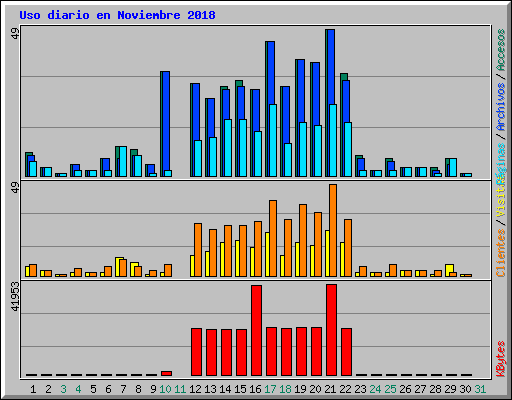 Uso diario en Noviembre 2018
49
Clientes / Visitas
Páginas / Archivos / Accesos
49
41953
KBytes
1 2 3 4 5 6 7 8 9 10 11 12 13 14 15 16 17 18 19 20 21 22 23 24 25 26 27 28 29 30 31